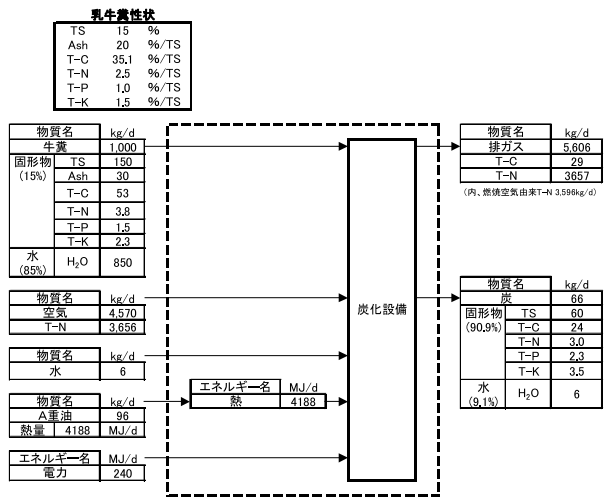 乳牛糞性状
TS 15 %
Ash 20 %/TS
T-C 35.1 %/TS
T-N 2.5 %/TS
T-P 1.0 %/TS
T-K 1.5 %/TS
物質名 kg/d
牛糞 1,000
固形物 (15%) TS 150
Ash 30
T-C 53
T-N 3.8
T-P 1.5
T-K 2.3
水 (85%) H₂O 850
物質名 kg/d
空気 4,570
T-N 3,656
物質名 kg/d
水 6
物質名 kg/d
A重油 96
熱量 4188 MJ/d
エネルギー名 MJ/d
電力 240
エネルギー名 MJ/d
熱 4188
炭化設備
物質名 kg/d
排ガス 5,606
T-C 29
T-N 3657
(内、燃焼空気由来T-N 3,596kg/d)
物質名 kg/d
炭 66
固形物 (90.9%) TS 60
T-C 24
T-N 3.0
T-P 2.3
T-K 3.5
水 (9.1%) H₂O 6